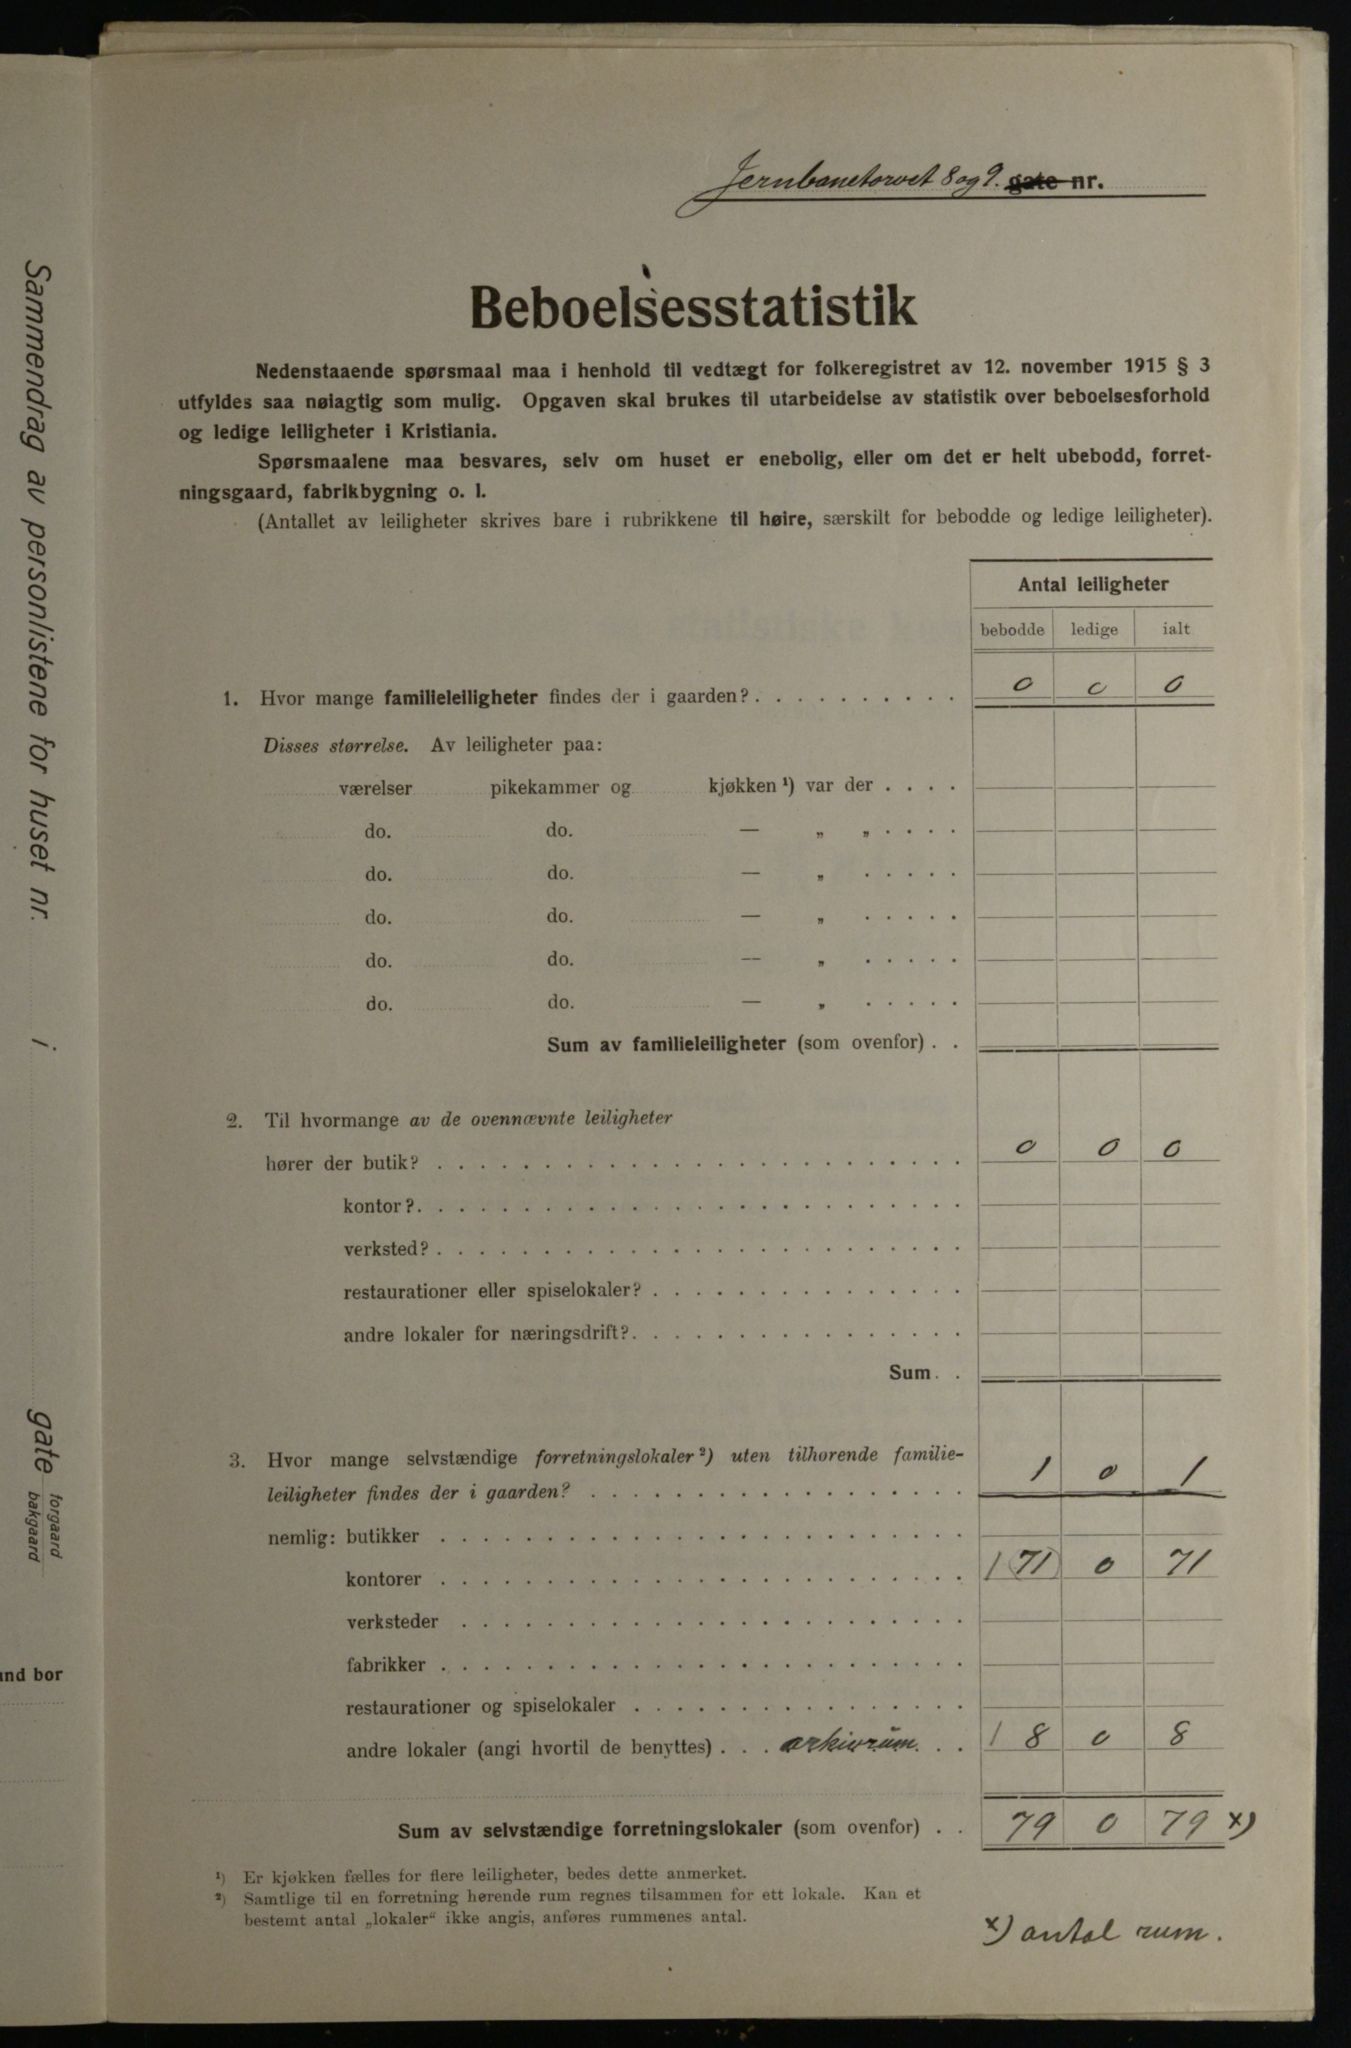 Jernbanetorvet 8 og 9. gate nr.
Beboelsesstatistik
Nedenstaaende spørsmaal maa i henhold til vedtægt for folkeregistret av 12. november 1915 § 3
utfyldes saa nøiagtig som mulig. Opgaven skal brukes til utarbeidelse av statistik over beboelsesforhold
og ledige leiligheter i Kristiania.
Spørsmaalene maa besvares, selv om huset er enebolig, eller om det er helt ubebodd, forret-
ningsgaard, fabrikbygning o. l.
(Antallet av leiligheter skrives bare i rubrikkene til høire, særskilt for bebodde og ledige leiligheter).
Antal leiligheter
bebodde ledige ialt
1. Hvor mange familieleiligheter findes der i gaarden? . . . . . . . . . . 0 0 0
Disses størrelse. Av leiligheter paa:
værelser pikekammer og kjøkken ¹) var der . . . .
do. do. — „ „ . . . .
do. do. — „ . . . . .
do. do. — „ . . . . .
do. do. — „ . . . . .
do. do. — „ . . . . .
Sum av familieleiligheter (som ovenfor) . .
2. Til hvormange av de ovennævnte leiligheter
hører der butik? . . . . . . . . . . 0 0 0
kontor? . . . . . . . . . .
verksted? . . . . . . . . . .
restaurationer eller spiselokaler? . . . . . . . . . .
andre lokaler for næringsdrift? . . . . . . . . . .
Sum . .
3. Hvor mange selvstændige forretningslokaler ²) uten tilhørende familie-
leiligheter findes der i gaarden? . . . . . . . . . . 1 0 1
nemlig: butikker . . . . . . . . . .
kontorer . . . . . . . . . . 1 71 0 71
verksteder . . . . . . . . . .
fabrikker . . . . . . . . . .
restaurationer og spiselokaler . . . . . . . . . .
andre lokaler (angi hvortil de benyttes) . . . arkivrum. . . 1 8 0 8
Sum av selvstændige forretningslokaler (som ovenfor) . . 79 0 79 x)
¹) Er kjøkken fælles for flere leiligheter, bedes dette anmerket.
²) Samtlige til en forretning hørende rum regnes tilsammen for ett lokale. Kan et
bestemt antal „lokaler“ ikke angis, anføres rummenes antal.
x) antal rum.
Sammendrag av personlistene for huset nr. i gate forgaard
bakgaard
und bor